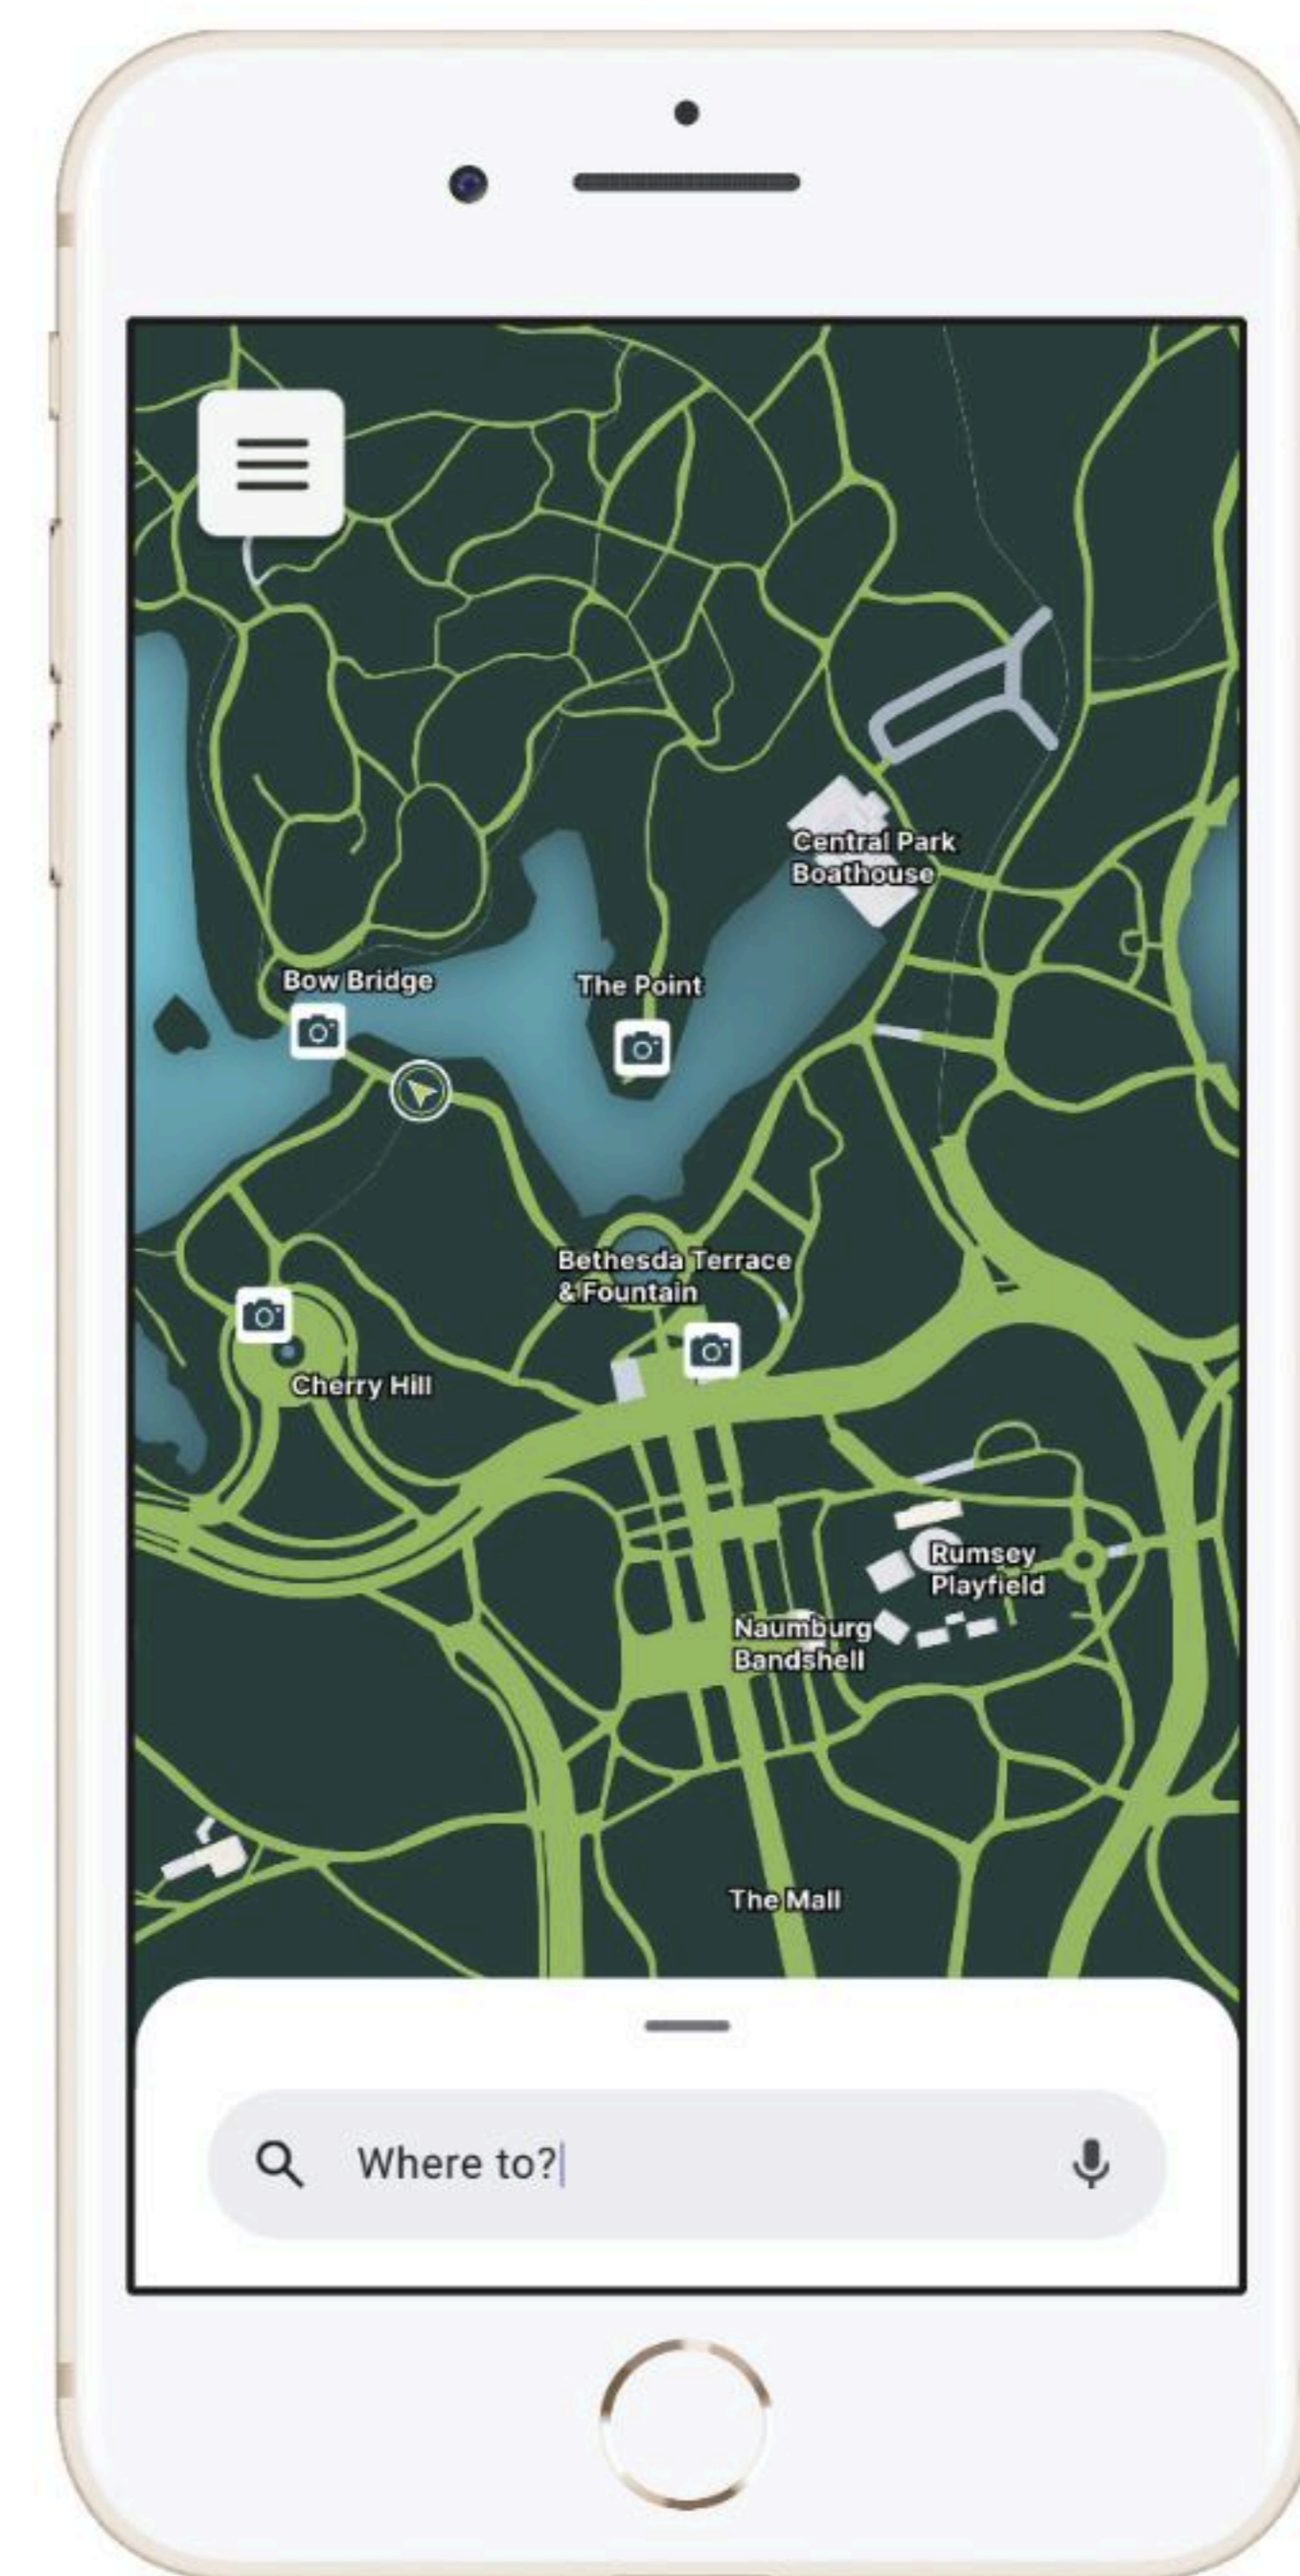 Central Park
Boathouse
Bow Bridge
The Point
Bethesda Terrace
& Fountain
Cherry Hill
Rumsey
Playfield
Naumburg
Bandshell
The Mall
Where to?